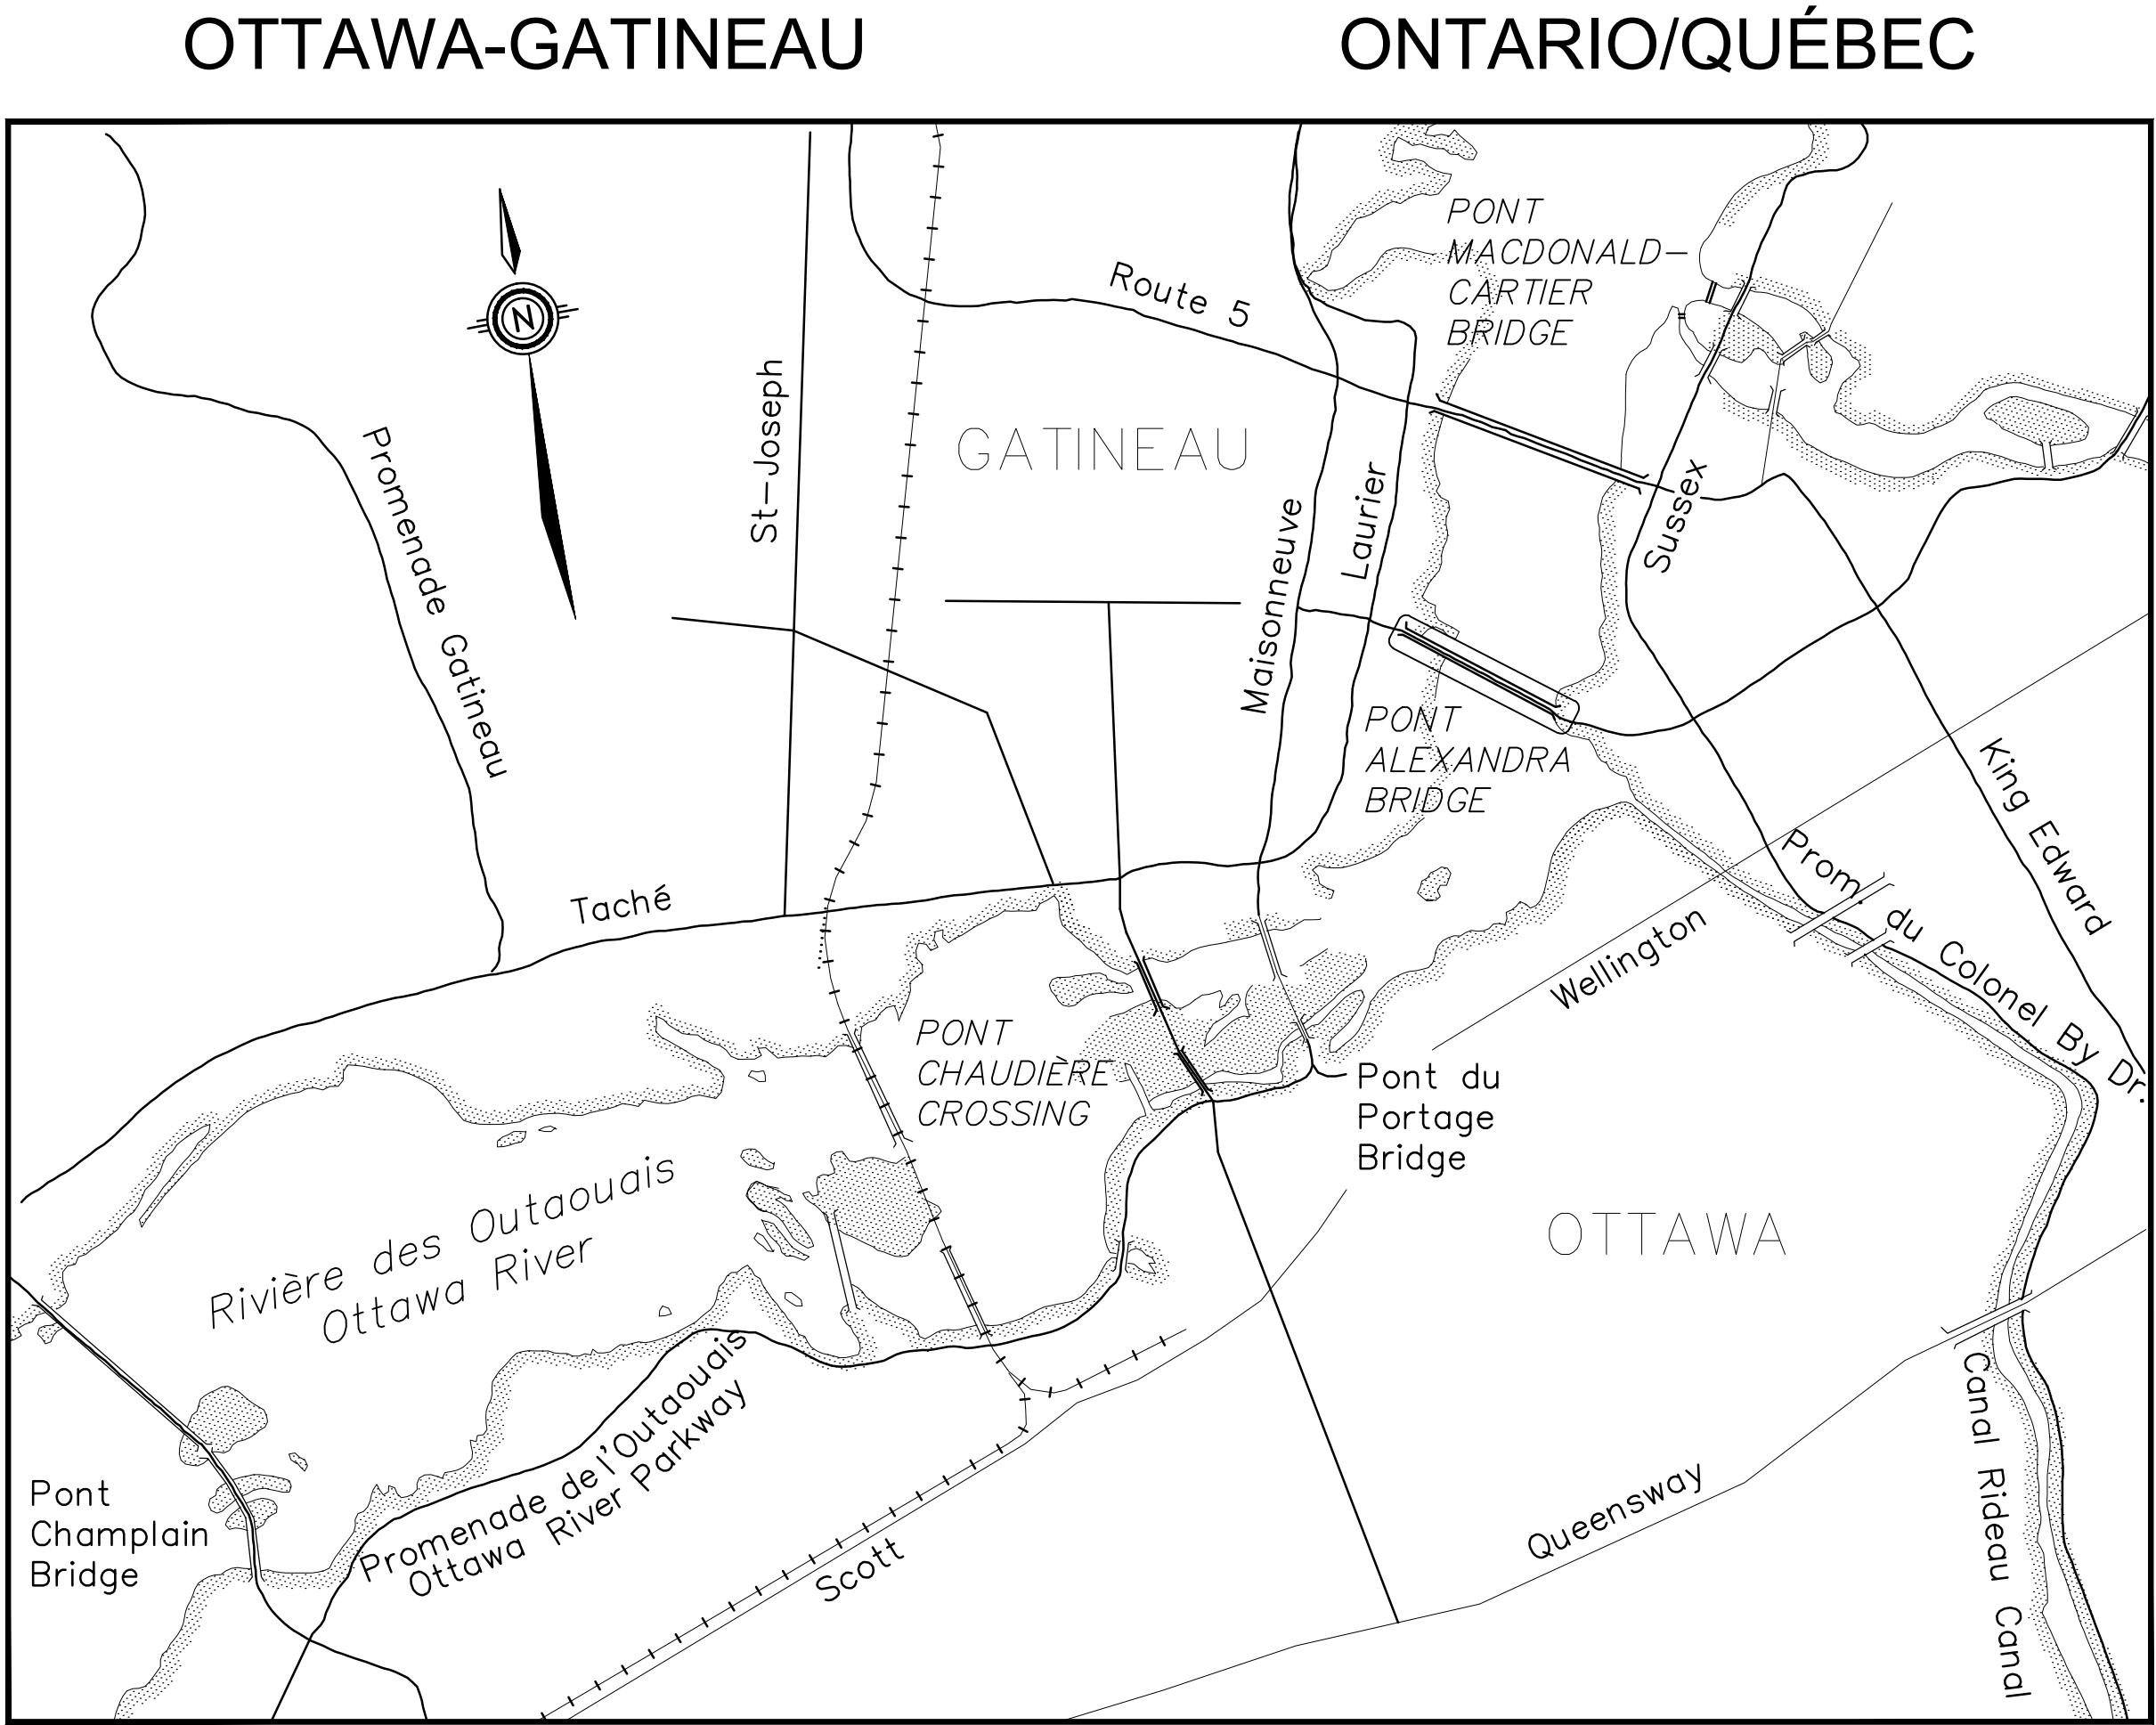 OTTAWA-GATINEAU
ONTARIO/QUÉBEC
PONT
MACDONALD-
CARTIER
BRIDGE
Route 5
N
St-Joseph
GATINEAU
Promenade Gatineau
Maisonneuve
Laurier
Sussex
PONT
ALEXANDRA
BRIDGE
King Edward
Taché
Prom. du Colonel By Dr.
Wellington
PONT
CHAUDIÈRE
CROSSING
Pont du
Portage
Bridge
Rivière des Outaouais
Ottawa River
OTTAWA
Promenade de l'Outaouais
Ottawa River Parkway
Pont
Champlain
Bridge
Scott
Queensway
Canal Rideau Canal